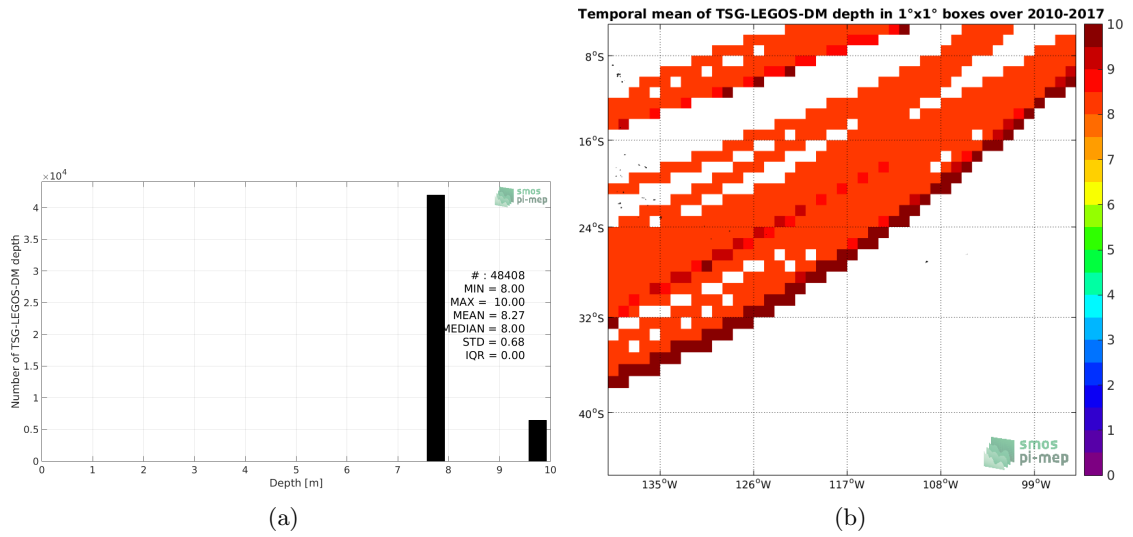 ×10⁴
4
3.5
3
2.5
2
1.5
1
0.5
0
Number of TSG-LEGOS-DM depth
smos
pi-mep
# : 48408
MIN = 8.00
MAX = 10.00
MEAN = 8.27
MEDIAN = 8.00
STD = 0.68
IQR = 0.00
0 1 2 3 4 5 6 7 8 9 10
Depth [m]
(a)
Temporal mean of TSG-LEGOS-DM depth in 1°x1° boxes over 2010-2017
8°S
16°S
24°S
32°S
40°S
135°W 126°W 117°W 108°W 99°W
smos
pi-mep
10
9
8
7
6
5
4
3
2
1
0
(b)